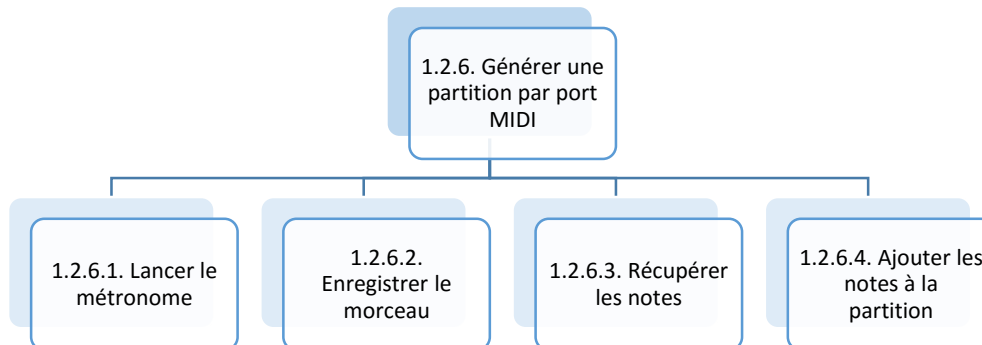 1.2.6. Générer une
partition par port
MIDI
1.2.6.1. Lancer le
métronome
1.2.6.2.
Enregistrer le
morceau
1.2.6.3. Récupérer
les notes
1.2.6.4. Ajouter les
notes à la
partition